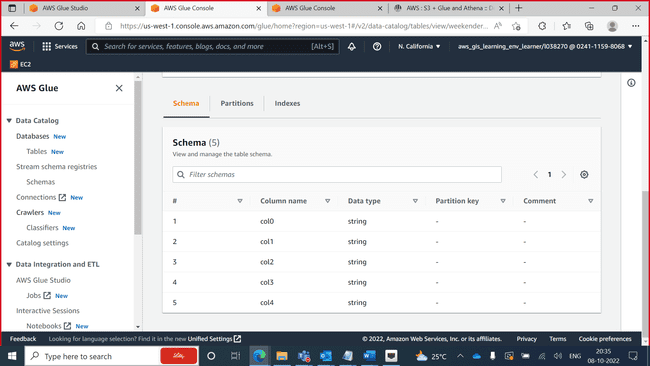 AWS Glue Studio
AWS Glue Console
AWS Glue Console
AWS : S3 + Glue and Athena :: D
https://us-west-1.console.aws.amazon.com/glue/home?region=us-west-1#/v2/data-catalog/tables/view/weekender...
aws
Services
Search for services, features, blogs, docs, and more
[Alt+S]
N. California
aws_gis_learning_env_learner/l038270 @ 0241-1159-8068
EC2
AWS Glue
Data Catalog
Databases New
Tables New
Stream schema registries
Schemas
Connections New
Crawlers New
Classifiers New
Catalog settings
Data Integration and ETL
AWS Glue Studio
Jobs New
Interactive Sessions
Notebooks New
Schema Partitions Indexes
Schema (5)
View and manage the table schema.
Filter schemas
1
# Column name Data type Partition key Comment
1 col0 string - -
2 col1 string - -
3 col2 string - -
4 col3 string - -
5 col4 string - -
Feedback Looking for language selection? Find it in the new Unified Settings
© 2022, Amazon Web Services, Inc. or its affiliates. Privacy Terms Cookie preferences
Type here to search
25°C
ENG
20:35
08-10-2022